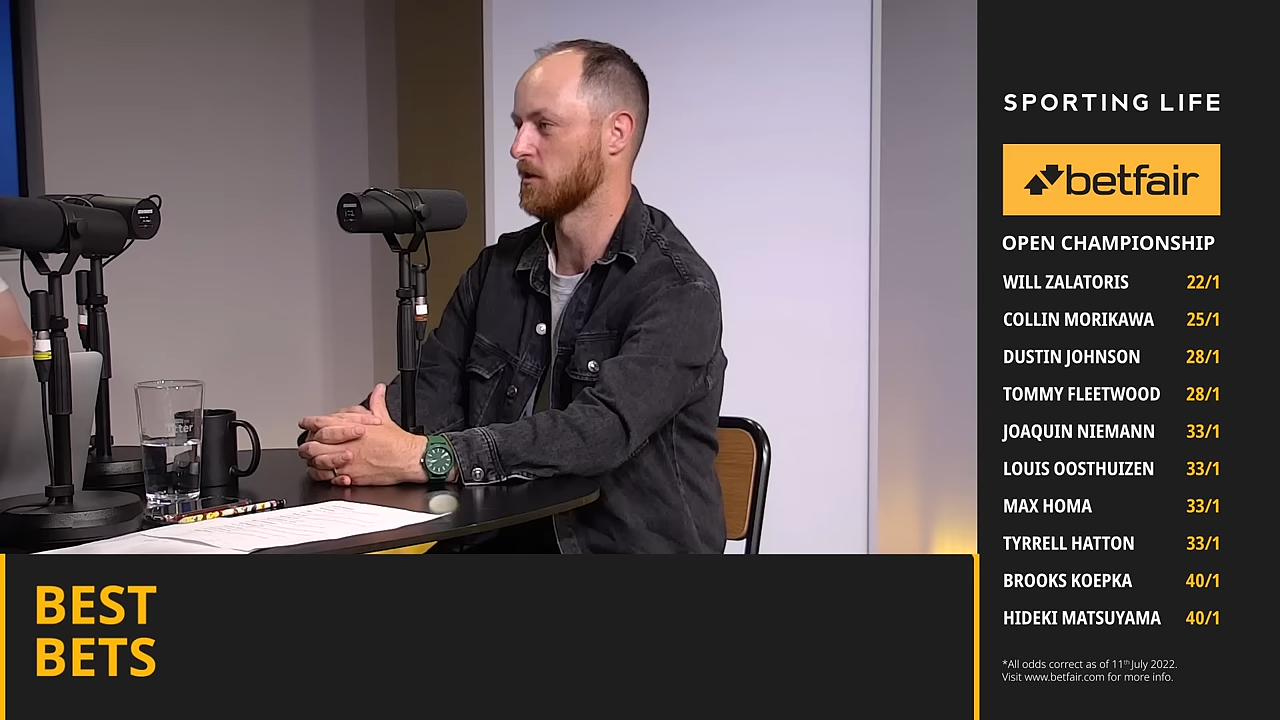 SPORTING LIFE
betfair
OPEN CHAMPIONSHIP
WILL ZALATORIS 22/1
COLLIN MORIKAWA 25/1
DUSTIN JOHNSON 28/1
TOMMY FLEETWOOD 28/1
JOAQUIN NIEMANN 33/1
LOUIS OOSTHUIZEN 33/1
MAX HOMA 33/1
TYRRELL HATTON 33/1
BROOKS KOEPKA 40/1
HIDEKI MATSUYAMA 40/1
*All odds correct as of 11th July 2022.
Visit www.betfair.com for more info.
BEST
BETS